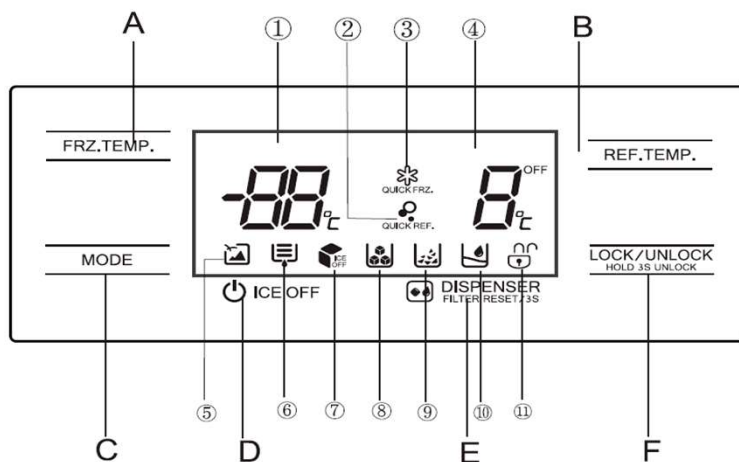 A ① ② ③ ④ B
FRZ.TEMP.
REF.TEMP.
-88°C
QUICK FRZ.
QUICK REF.
8°C OFF
MODE
ICE OFF
LOCK/UNLOCK
HOLD 3S UNLOCK
ICE OFF
DISPENSER
FILTER RESET/3S
⑤ ⑥ ⑦ ⑧ ⑨ ⑩ ⑪
C D E F